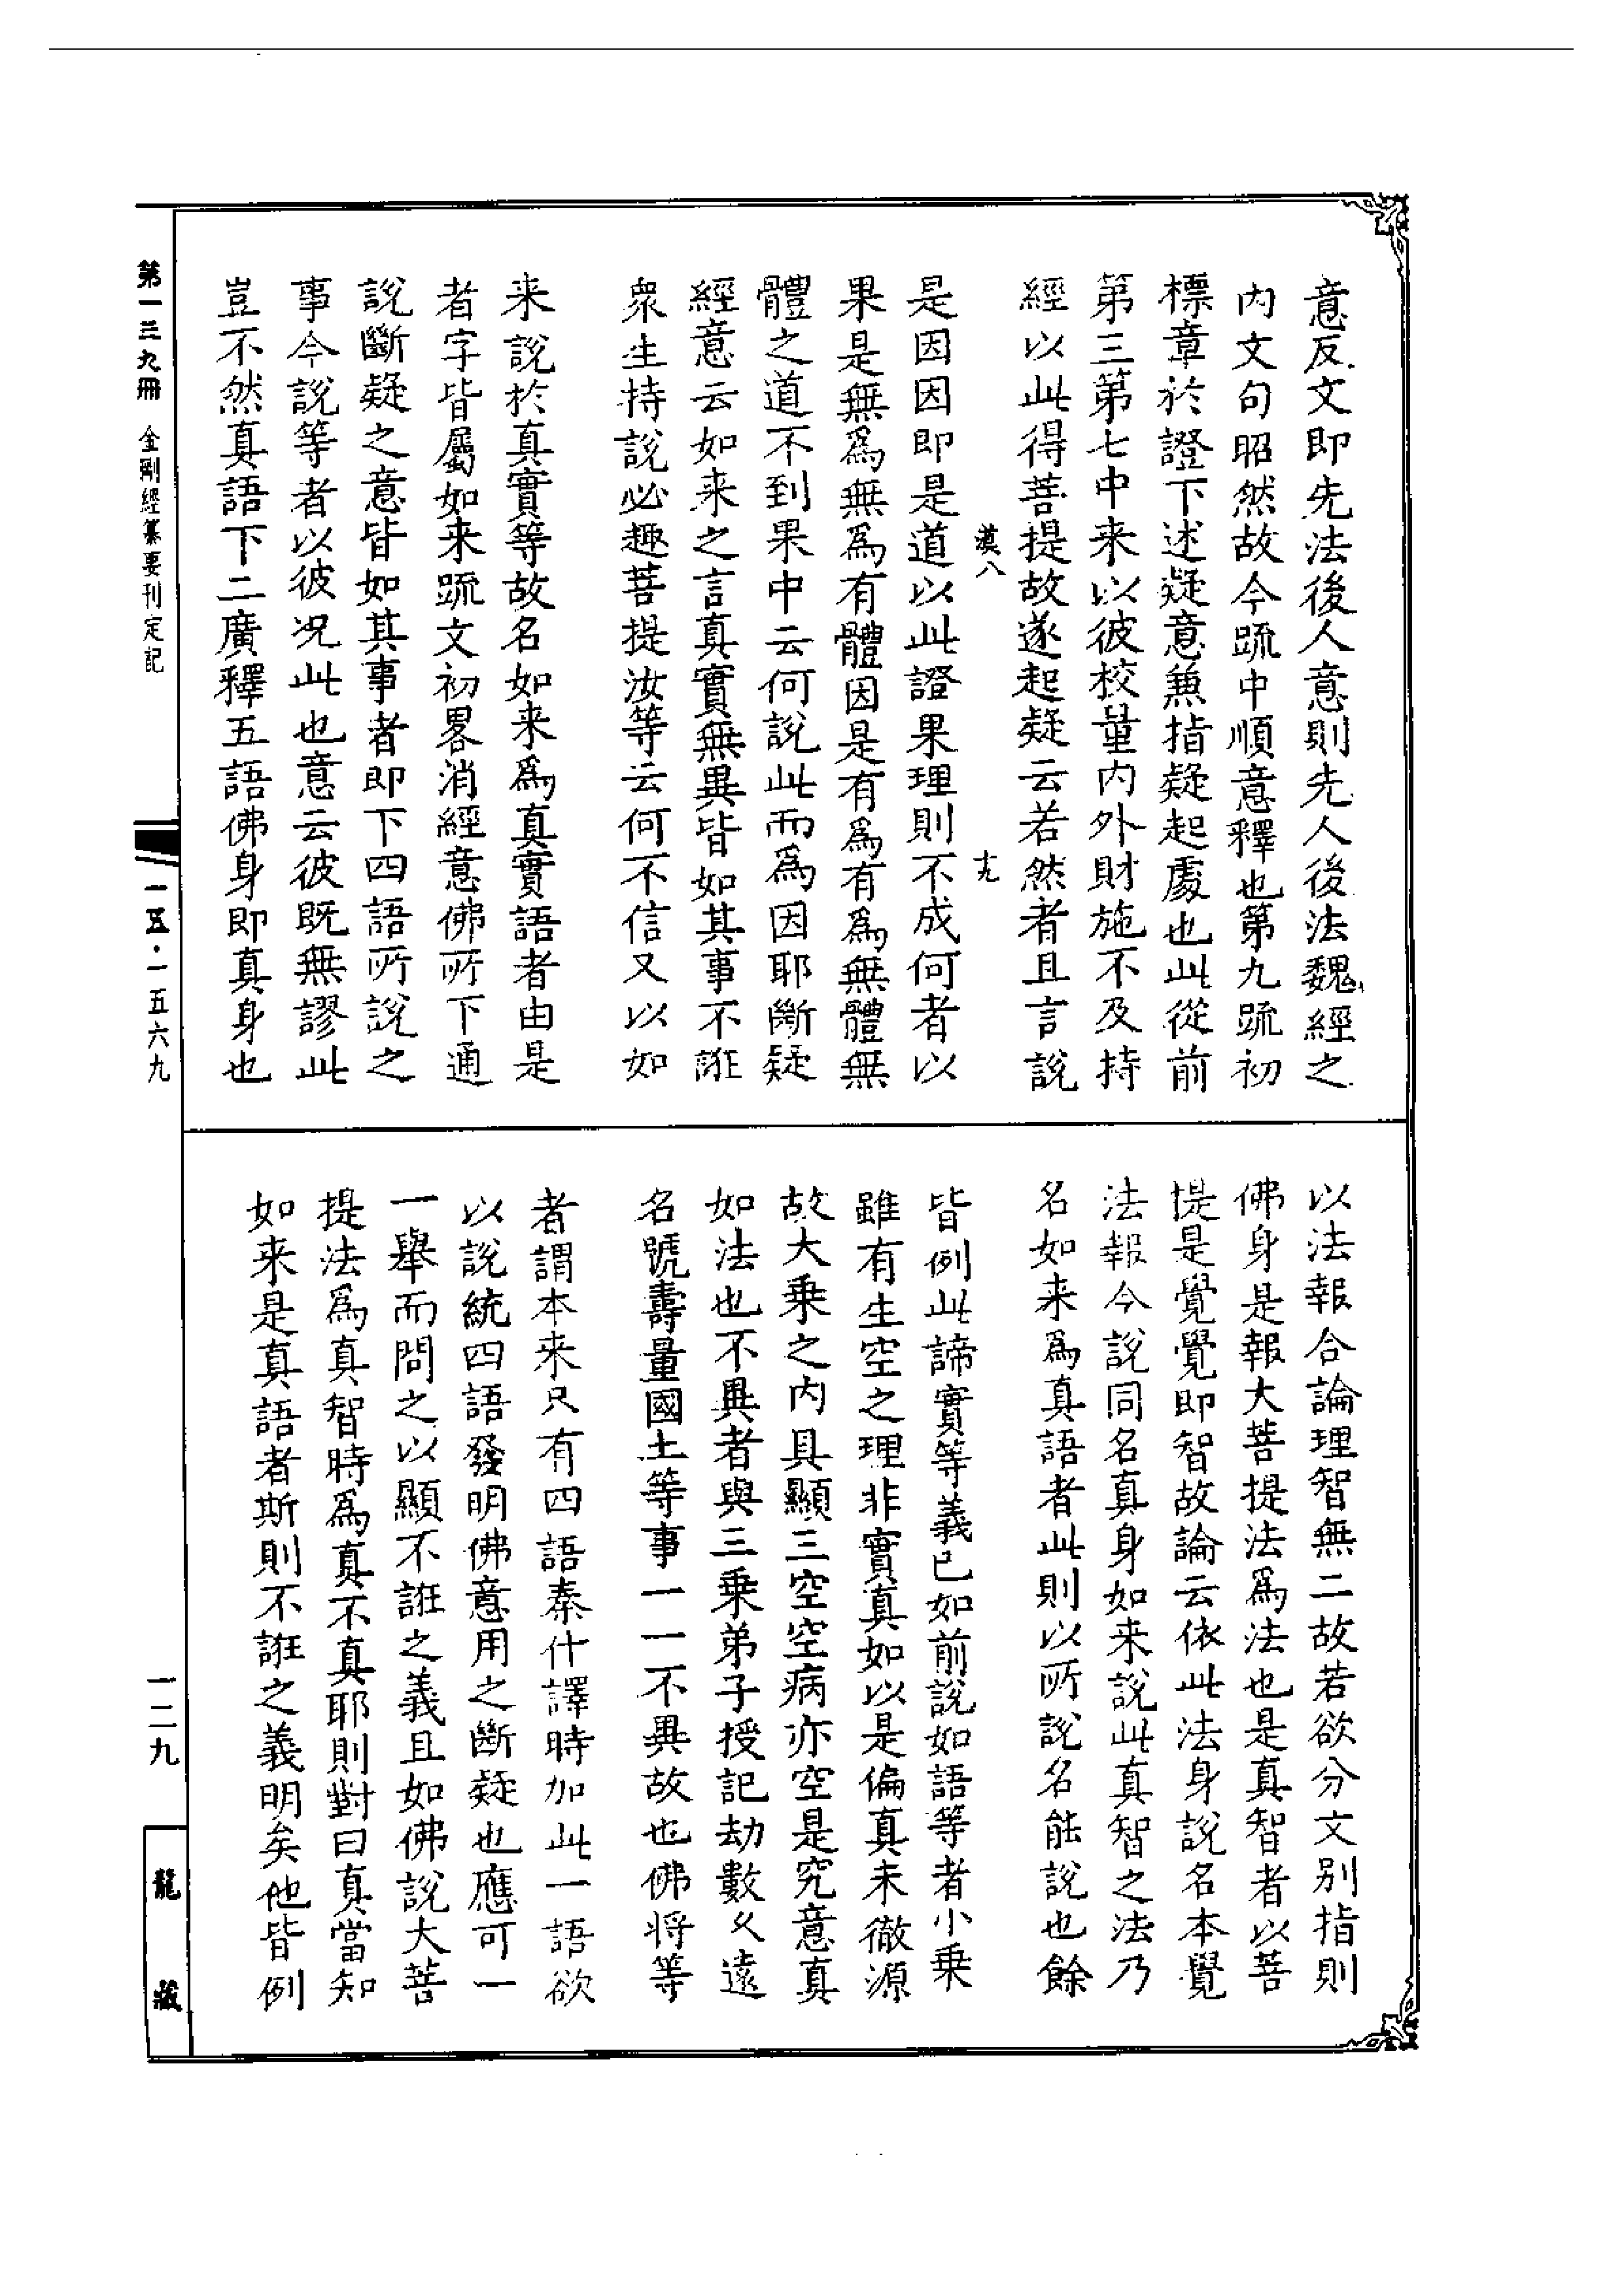 意反文即先法後人意則先人後法魏經之
内文句昭然故今䟽中順意釋也第九䟽初
標章於證下述疑意兼指疑起處也此從前
第三第七中来以彼校量内外財施不及持
經以此得菩提故遂起疑云若然者且言說
漢八
十九
是因因即是道以此證果理則不成何者以
果是無爲無爲有體因是有爲有爲無體無
體之道不到果中云何說此而爲因耶斷疑
經意云如来之言真實無異皆如其事不誑
衆生持說必趣菩提汝等云何不信又以如
来說於真實等故名如来爲真實語者由是
者字皆屬如来䟽文初畧消經意佛所下通
說斷疑之意皆如其事者即下四語所說之
事今說等者以彼况此也意云彼既無謬此
豈不然真語下二廣釋五語佛身即真身也
以法報合論理智無二故若欲分文别指則
佛身是報大菩提法爲法也是真智者以菩
提是覺覺即智故論云依此法身說名本覺
法報今說同名真身如来說此真智之法乃
名如来爲真語者此則以所說名能說也餘
皆例此諦實等義已如前說如語等者小乗
雖有生空之理非實真如以是偏真未徹源
故大乗之内具顯三空空病亦空是究意真
如法也不異者與三乗弟子授記劫數久遠
名號壽量國土等事一一不異故也佛将等
者謂本来只有四語秦什譯時加此一語欲
以說統四語發明佛意用之斷疑也應可一
一舉而問之以顯不誑之義且如佛說大菩
提法爲真智時爲真不真耶則對曰真當知
如来是真語者斯則不誑之義明矣他皆例
第一三九冊 金剛經纂要刊定記
一五·一五六九
一二九
龍藏